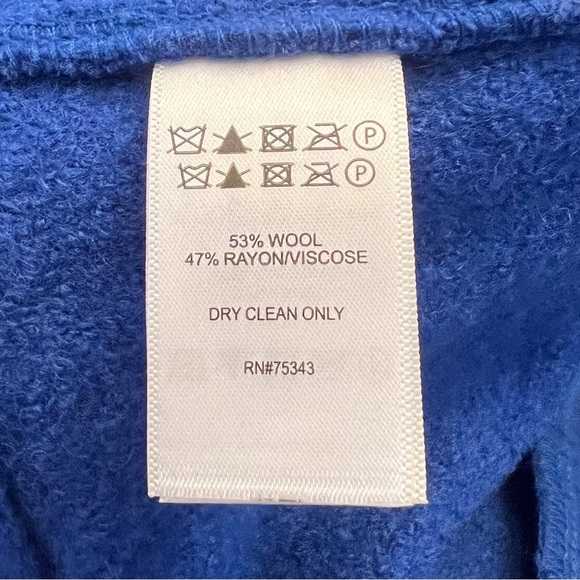 P
P
53% WOOL
47% RAYON/VISCOSE
DRY CLEAN ONLY
RN#75343